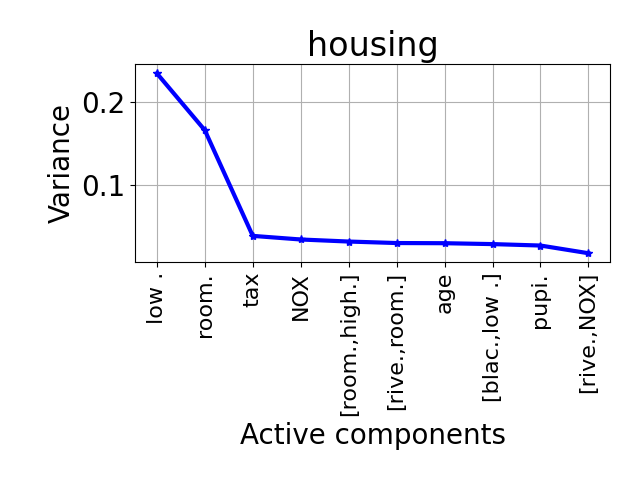 housing
Variance
0.2
0.1
low .
room.
tax
NOX
[room.,high.]
[rive.,room.]
age
[blac.,low .]
pupi.
[rive.,NOX]
Active components